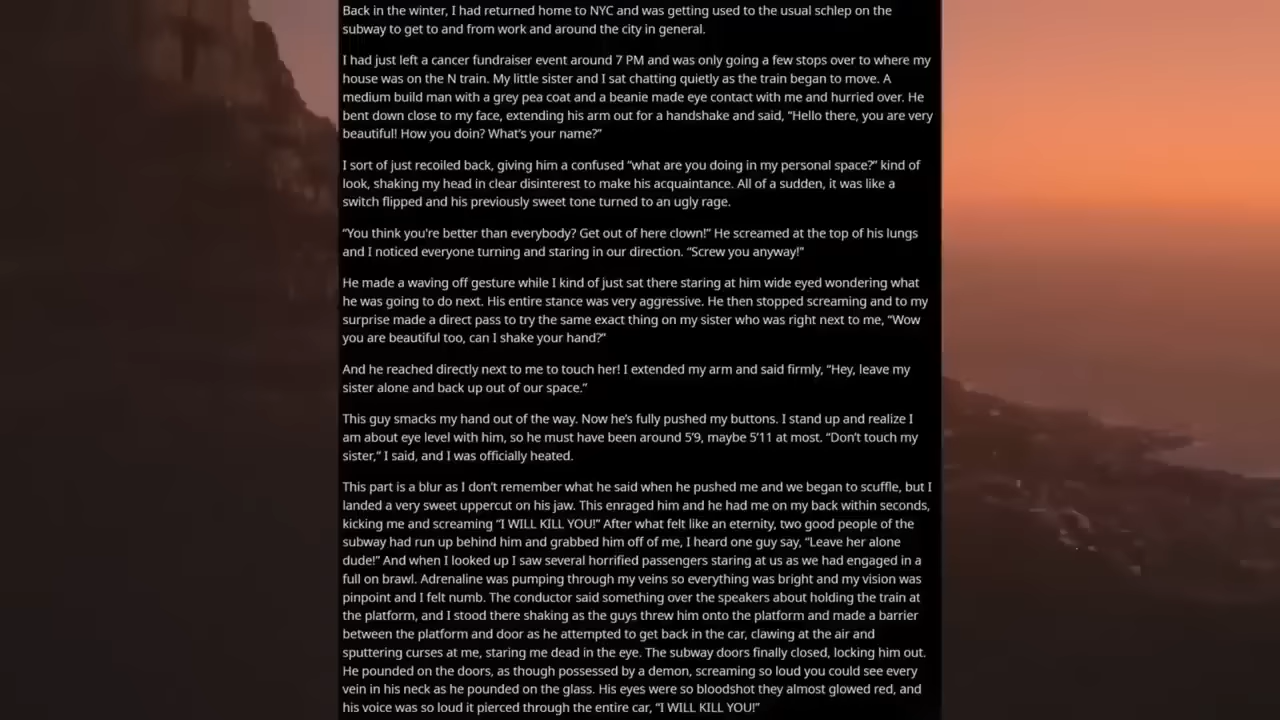 Back in the winter, I had returned home to NYC and was getting used to the usual schlep on the
subway to get to and from work and around the city in general.
I had just left a cancer fundraiser event around 7 PM and was only going a few stops over to where my
house was on the N train. My little sister and I sat chatting quietly as the train began to move. A
medium build man with a grey pea coat and a beanie made eye contact with me and hurried over. He
bent down close to my face, extending his arm out for a handshake and said, “Hello there, you are very
beautiful! How you doin? What’s your name?”
I sort of just recoiled back, giving him a confused “what are you doing in my personal space?” kind of
look, shaking my head in clear disinterest to make his acquaintance. All of a sudden, it was like a
switch flipped and his previously sweet tone turned to an ugly rage.
“You think you're better than everybody? Get out of here clown!” He screamed at the top of his lungs
and I noticed everyone turning and staring in our direction. “Screw you anyway!”
He made a waving off gesture while I kind of just sat there staring at him wide eyed wondering what
he was going to do next. His entire stance was very aggressive. He then stopped screaming and to my
surprise made a direct pass to try the same exact thing on my sister who was right next to me, “Wow
you are beautiful too, can I shake your hand?”
And he reached directly next to me to touch her! I extended my arm and said firmly, “Hey, leave my
sister alone and back up out of our space.”
This guy smacks my hand out of the way. Now he’s fully pushed my buttons. I stand up and realize I
am about eye level with him, so he must have been around 5’9, maybe 5’11 at most. “Don’t touch my
sister,” I said, and I was officially heated.
This part is a blur as I don’t remember what he said when he pushed me and we began to scuffle, but I
landed a very sweet uppercut on his jaw. This enraged him and he had me on my back within seconds,
kicking me and screaming “I WILL KILL YOU!” After what felt like an eternity, two good people of the
subway had run up behind him and grabbed him off of me, I heard one guy say, “Leave her alone
dude!” And when I looked up I saw several horrified passengers staring at us as we had engaged in a
full on brawl. Adrenaline was pumping through my veins so everything was bright and my vision was
pinpoint and I felt numb. The conductor said something over the speakers about holding the train at
the platform, and I stood there shaking as the guys threw him onto the platform and made a barrier
between the platform and door as he attempted to get back in the car, clawing at the air and
sputtering curses at me, staring me dead in the eye. The subway doors finally closed, locking him out.
He pounded on the doors, as though possessed by a demon, screaming so loud you could see every
vein in his neck as he pounded on the glass. His eyes were so bloodshot they almost glowed red, and
his voice was so loud it pierced through the entire car, “I WILL KILL YOU!”